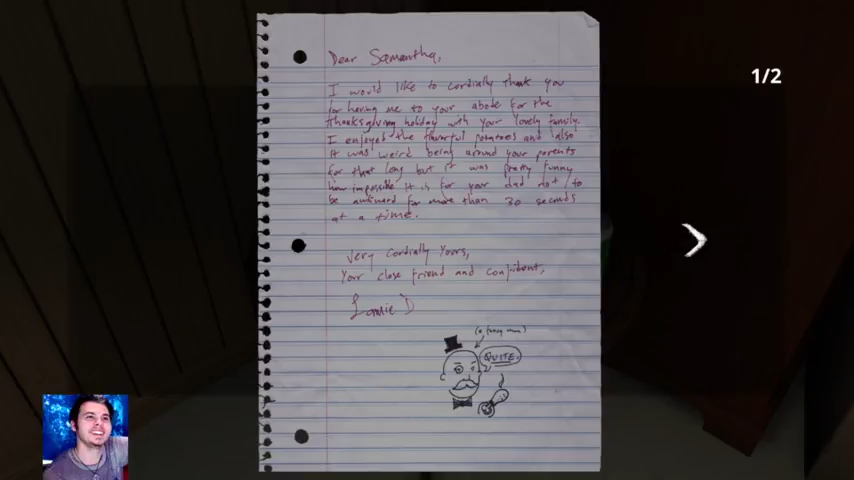 1/2
Dear Samantha,
I would like to cordially thank you
for having me to your abode for the
thanksgiving holiday with your lovely family.
I enjoyed the flavorful potatoes and also
it was weird being around your parents
for that long but it was pretty funny
how impossible it is for your dad not to
be awkward for more than 30 seconds
at a time.
Very Cordially Yours,
Your close friend and confident,
Lonnie D
(a fancy man)
QUITE.